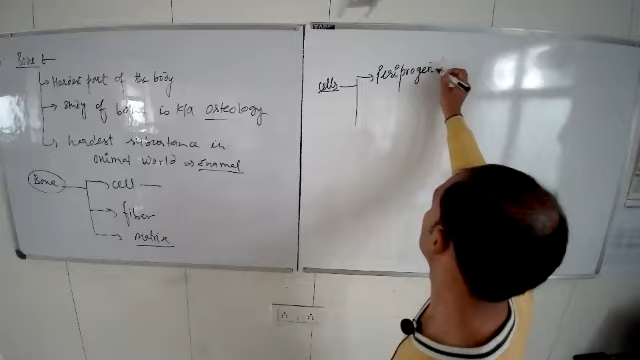 Bone
Hardest part of the body
Study of bone is k/a osteology
hardest substance in
animal world is Enamel
Bone
cell
fiber
matrix
cells
Periprogeni